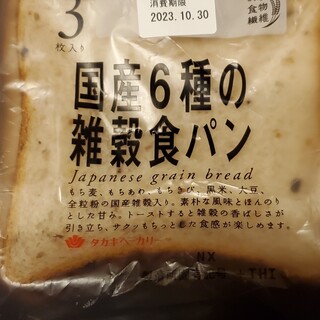 3
枚入り
消費期限
2023.10.30
食物
繊維
国産6種の
雑穀食パン
Japanese grain bread
もち麦、もちあわ、もちきび、黒米、大豆、
全粒粉の国産雑穀入り。素朴な風味とほんのり
とした甘み。トーストすると雑穀の香ばしさが
引き立ち、サクッもちっと着た食感が楽しめます。
タカキベーカリー